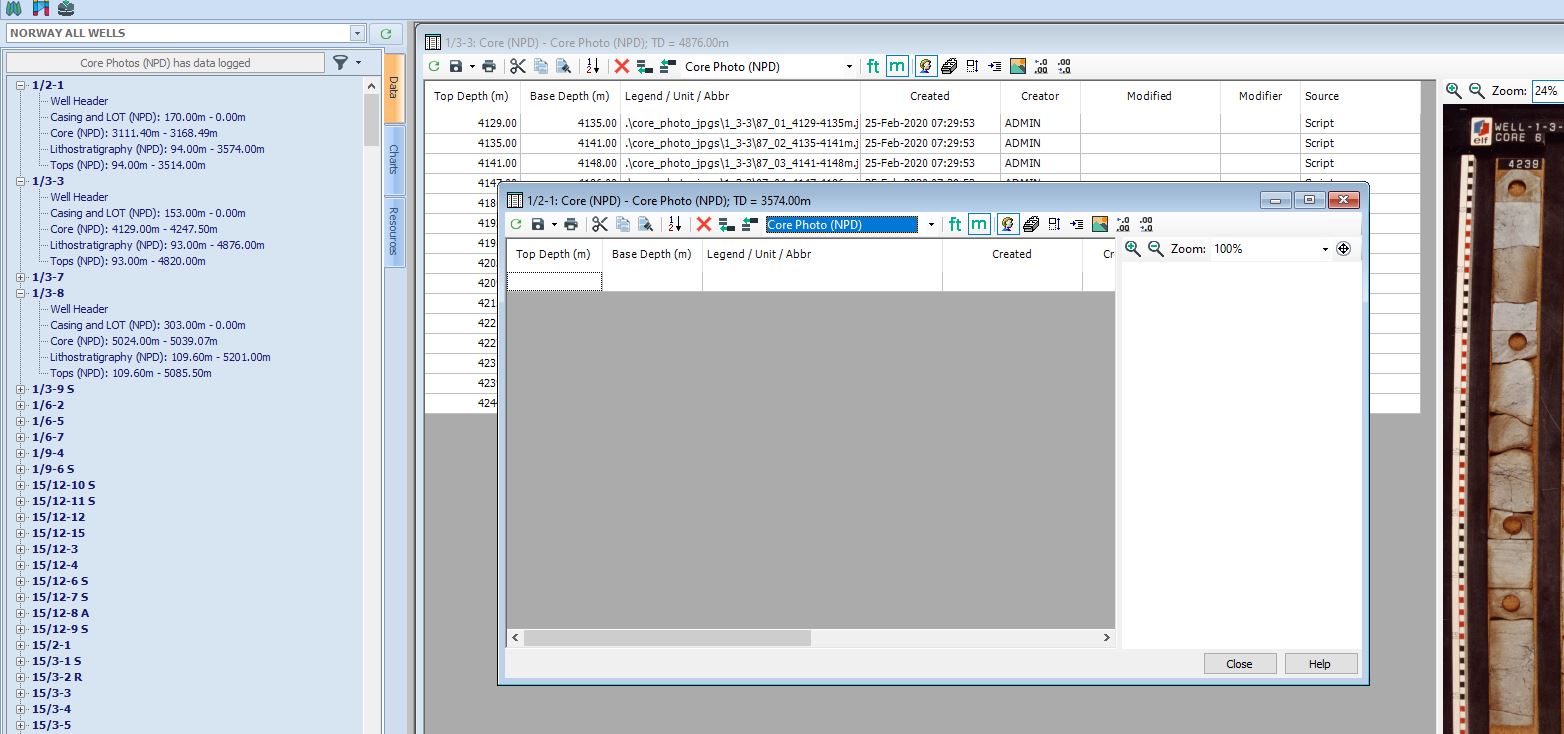 NORWAY ALL WELLS
Core Photos (NPD) has data logged
1/2-1
Well Header
Casing and LOT (NPD): 170.00m - 0.00m
Core (NPD): 3111.40m - 3168.49m
Lithostratigraphy (NPD): 94.00m - 3574.00m
Tops (NPD): 94.00m - 3514.00m
1/3-3
Well Header
Casing and LOT (NPD): 153.00m - 0.00m
Core (NPD): 4129.00m - 4247.50m
Lithostratigraphy (NPD): 93.00m - 4876.00m
Tops (NPD): 93.00m - 4820.00m
1/3-7
1/3-8
Well Header
Casing and LOT (NPD): 303.00m - 0.00m
Core (NPD): 5024.00m - 5039.07m
Lithostratigraphy (NPD): 109.60m - 5201.00m
Tops (NPD): 109.60m - 5085.50m
1/3-9 S
1/6-2
1/6-5
1/6-7
1/9-4
1/9-6 S
15/12-10 S
15/12-11 S
15/12-12
15/12-15
15/12-3
15/12-4
15/12-6 S
15/12-7 S
15/12-8 A
15/12-9 S
15/2-1
15/3-1 S
15/3-2 R
15/3-3
15/3-4
15/3-5
Data
Charts
Resources
1/3-3: Core (NPD) - Core Photo (NPD); TD = 4876.00m
Core Photo (NPD) ft m
Top Depth (m) Base Depth (m) Legend / Unit / Abbr Created Creator Modified Modifier Source
4129.00 4135.00 .\core_photo_jpgs\1_3-3\87_01_4129-4135m.j 25-Feb-2020 07:29:53 ADMIN Script
4135.00 4141.00 .\core_photo_jpgs\1_3-3\87_02_4135-4141m.j 25-Feb-2020 07:29:53 ADMIN Script
4141.00 4148.00 .\core_photo_jpgs\1_3-3\87_03_4141-4148m.j 25-Feb-2020 07:29:53 ADMIN Script
4147
418
419
419
420
420
421
422
422
423
423
424
1/2-1: Core (NPD) - Core Photo (NPD); TD = 3574.00m
Core Photo (NPD) ft m
Top Depth (m) Base Depth (m) Legend / Unit / Abbr Created Cr
Zoom: 100%
Close Help
Zoom: 24%
elf WELL-1-3-
CORE 6
4239